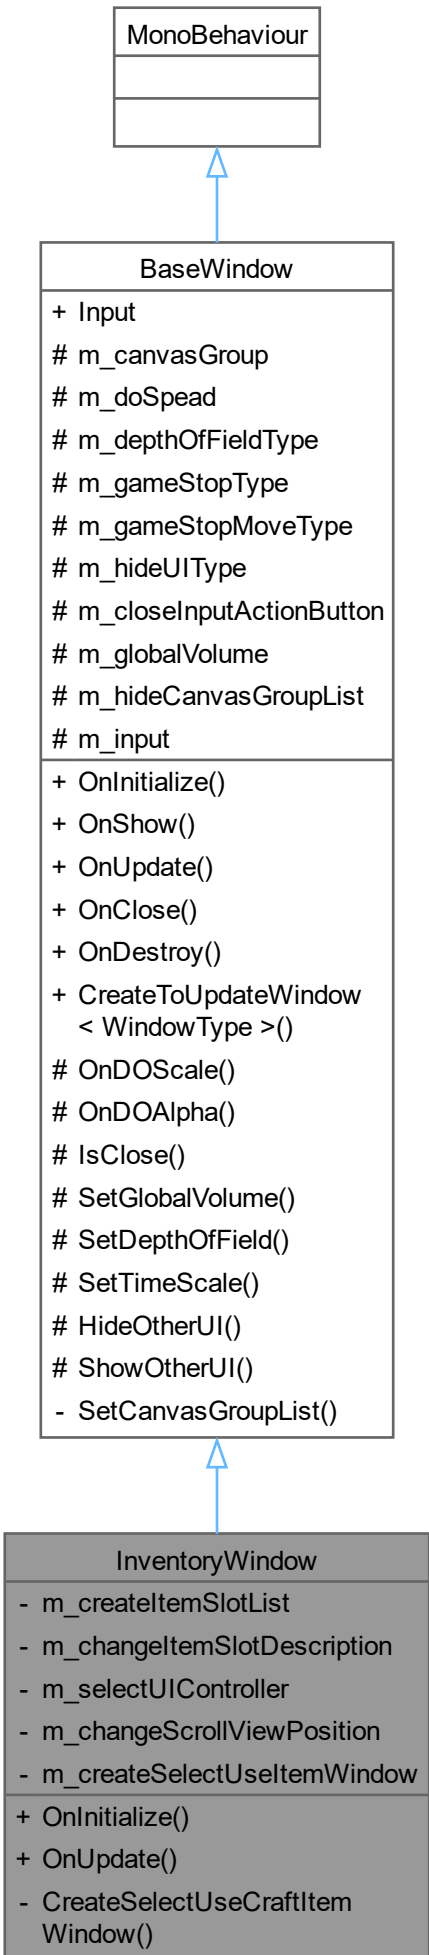 MonoBehaviour
BaseWindow
+ Input
# m_canvasGroup
# m_doSpead
# m_depthOfFieldType
# m_gameStopType
# m_gameStopMoveType
# m_hideUIType
# m_closeInputActionButton
# m_globalVolume
# m_hideCanvasGroupList
# m_input
+ OnInitialize()
+ OnShow()
+ OnUpdate()
+ OnClose()
+ OnDestroy()
+ CreateToUpdateWindow
< WindowType >()
# OnDOScale()
# OnDOAlpha()
# IsClose()
# SetGlobalVolume()
# SetDepthOfField()
# SetTimeScale()
# HideOtherUI()
# ShowOtherUI()
- SetCanvasGroupList()
InventoryWindow
- m_createItemSlotList
- m_changeItemSlotDescription
- m_selectUIController
- m_changeScrollViewPosition
- m_createSelectUseItemWindow
+ OnInitialize()
+ OnUpdate()
- CreateSelectUseCraftItem
Window()